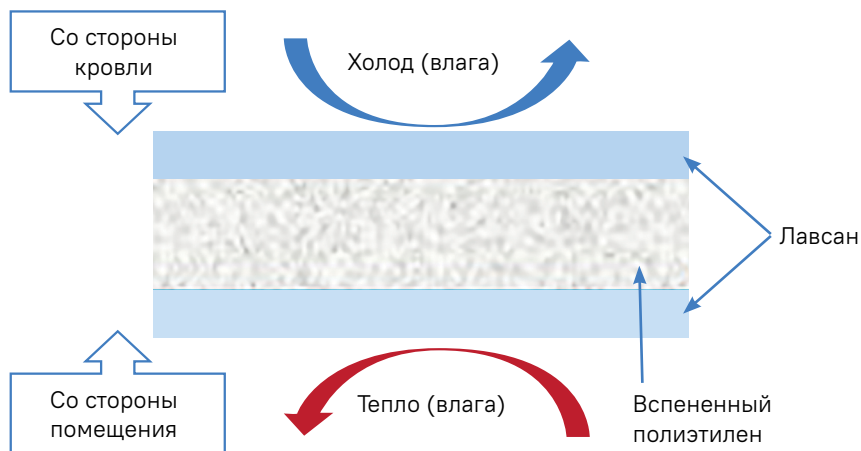 Со стороны
кровли
Холод (влага)
Лавсан
Со стороны
помещения
Тепло (влага)
Вспененный
полиэтилен